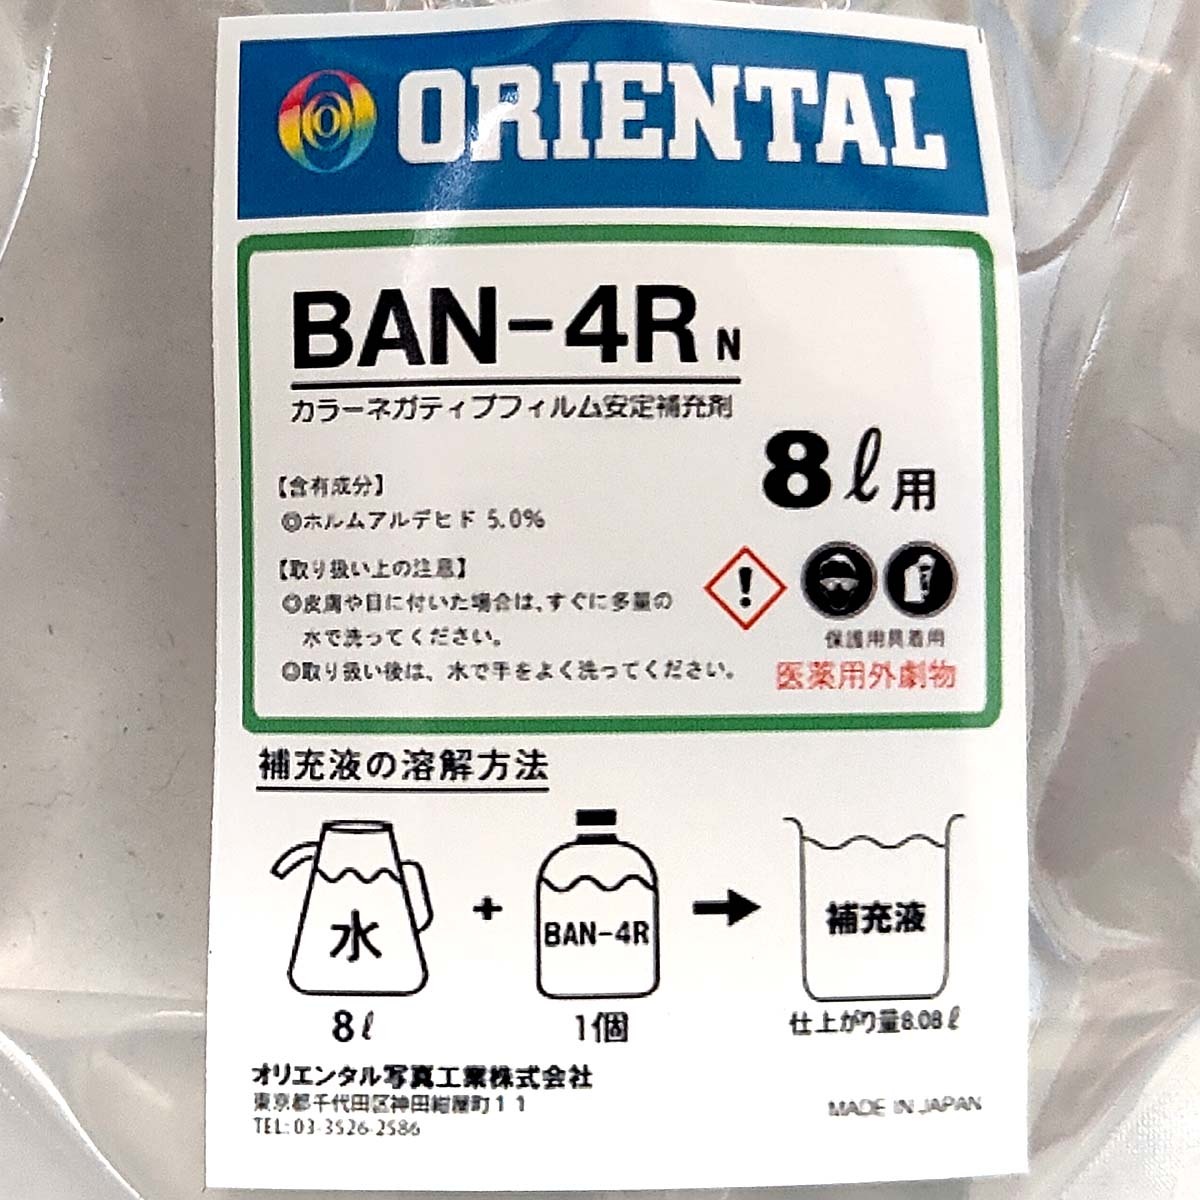 ORIENTAL
BAN-4R N
カラーネガティブフィルム安定補充剤
8ℓ用
【含有成分】
◎ホルムアルデヒド 5.0%
【取り扱い上の注意】
◎皮膚や目に付いた場合は、すぐに多量の
水で洗ってください。
◎取り扱い後は、水で手をよく洗ってください。
保護用具着用
医薬用外劇物
補充液の溶解方法
水 + BAN-4R → 補充液
8ℓ 1個 仕上がり量8.08ℓ
オリエンタル写真工業株式会社
東京都千代田区神田紺屋町11
TEL:03-3526-2586
MADE IN JAPAN